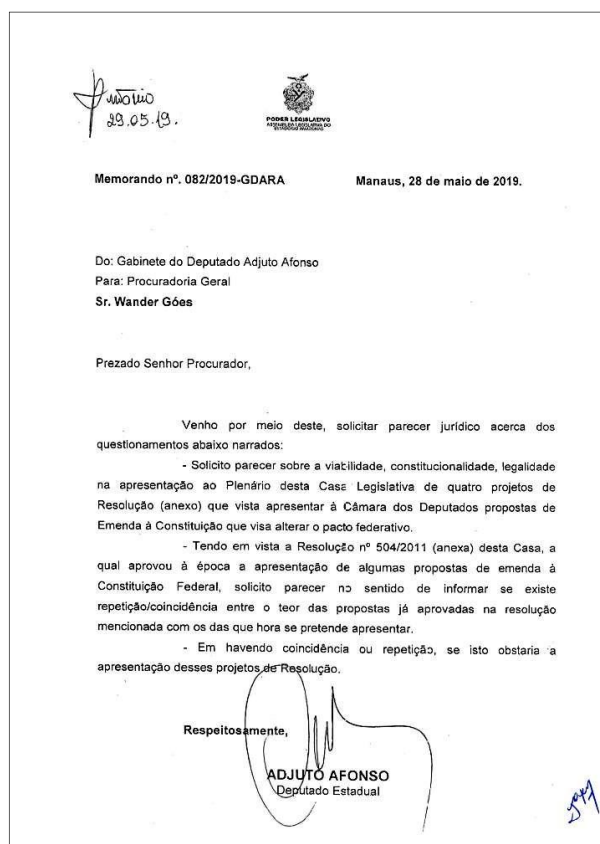 Antônio
29.05.19.
PODER LEGISLATIVO
ASSEMBLEIA LEGISLATIVA DO
ESTADO DO AMAZONAS
Memorando nº. 082/2019-GDARA Manaus, 28 de maio de 2019.
Do: Gabinete do Deputado Adjuto Afonso
Para: Procuradoria Geral
Sr. Wander Góes
Prezado Senhor Procurador,
Venho por meio deste, solicitar parecer jurídico acerca dos
questionamentos abaixo narrados:
- Solicito parecer sobre a viabilidade, constitucionalidade, legalidade
na apresentação ao Plenário desta Casa Legislativa de quatro projetos de
Resolução (anexo) que vista apresentar à Câmara dos Deputados propostas de
Emenda à Constituição que visa alterar o pacto federativo.
- Tendo em vista a Resolução nº 504/2011 (anexa) desta Casa, a
qual aprovou à época a apresentação de algumas propostas de emenda à
Constituição Federal, solicito parecer no sentido de informar se existe
repetição/coincidência entre o teor das propostas já aprovadas na resolução
mencionada com os das que hora se pretende apresentar.
- Em havendo coincidência ou repetição, se isto obstaria a
apresentação desses projetos de Resolução.
Respeitosamente,
ADJUTO AFONSO
Deputado Estadual